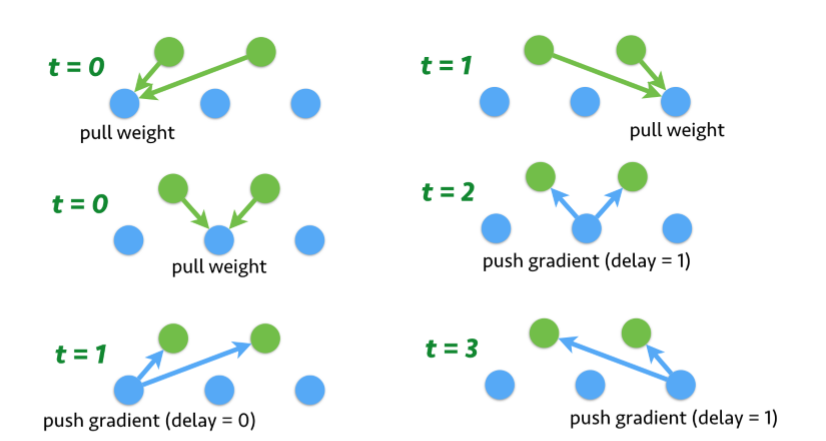 t = 0
pull weight
t = 0
pull weight
t = 1
push gradient (delay = 0)
t = 1
pull weight
t = 2
push gradient (delay = 1)
t = 3
push gradient (delay = 1)